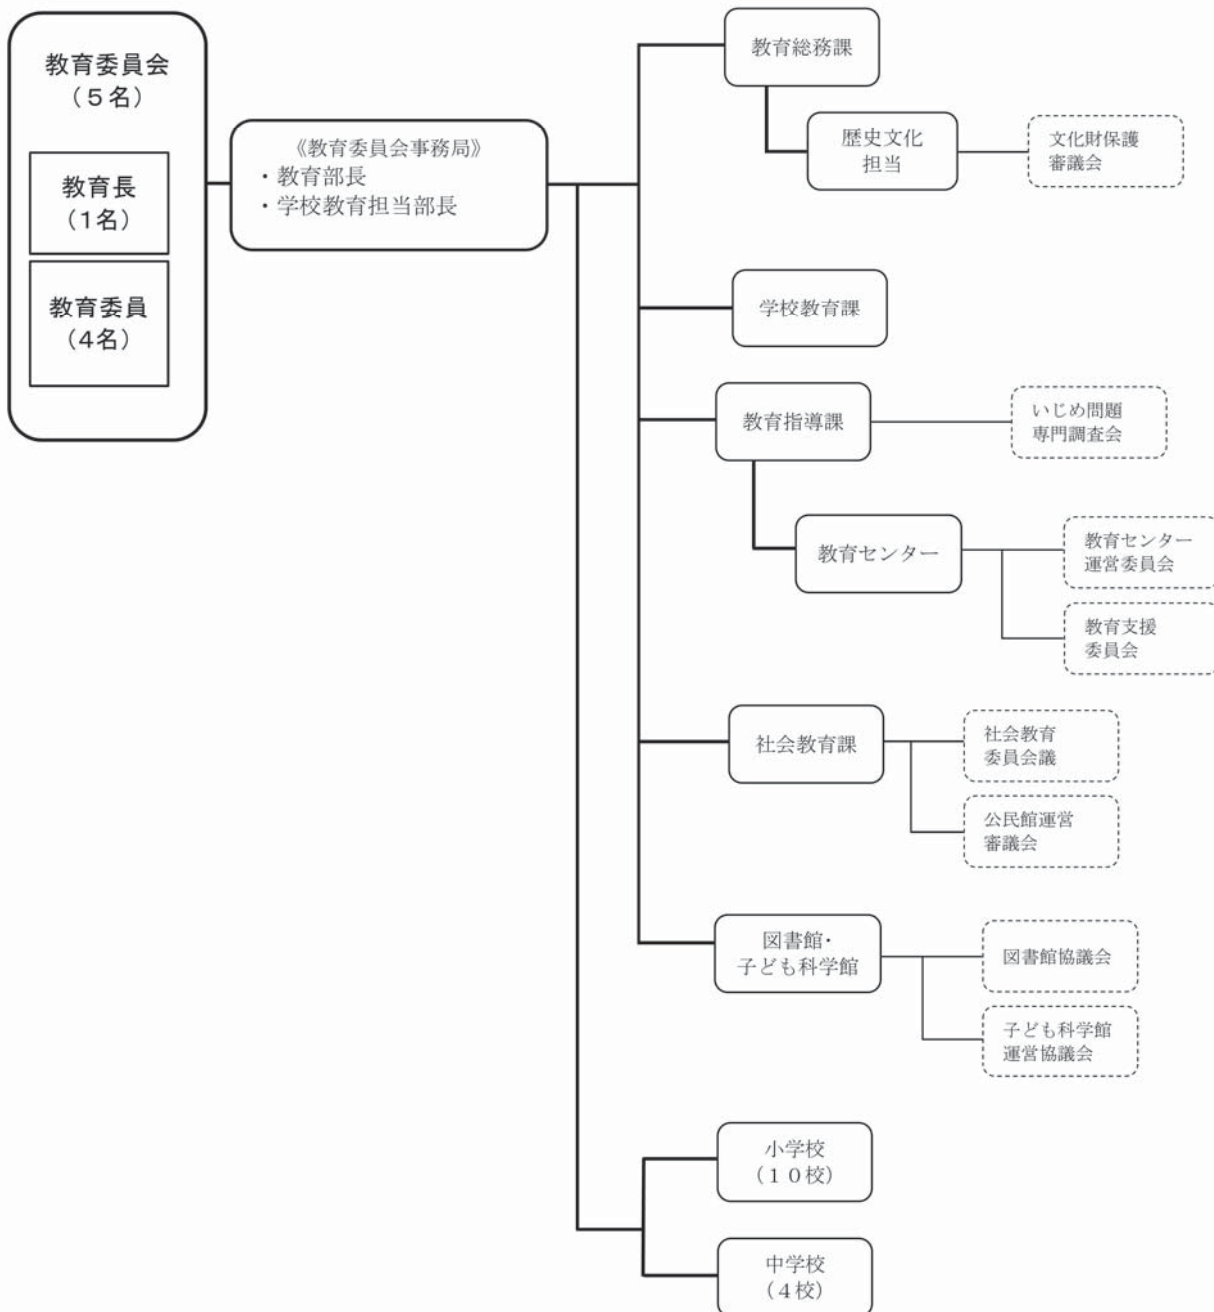 教育委員会
（５名）
教育長
（１名）
教育委員
（４名）
《教育委員会事務局》
・教育部長
・学校教育担当部長
教育総務課
歴史文化
担当
文化財保護
審議会
学校教育課
教育指導課
いじめ問題
専門調査会
教育センター
教育センター
運営委員会
教育支援
委員会
社会教育課
社会教育
委員会議
公民館運営
審議会
図書館・
子ども科学館
図書館協議会
子ども科学館
運営協議会
小学校
（１０校）
中学校
（４校）